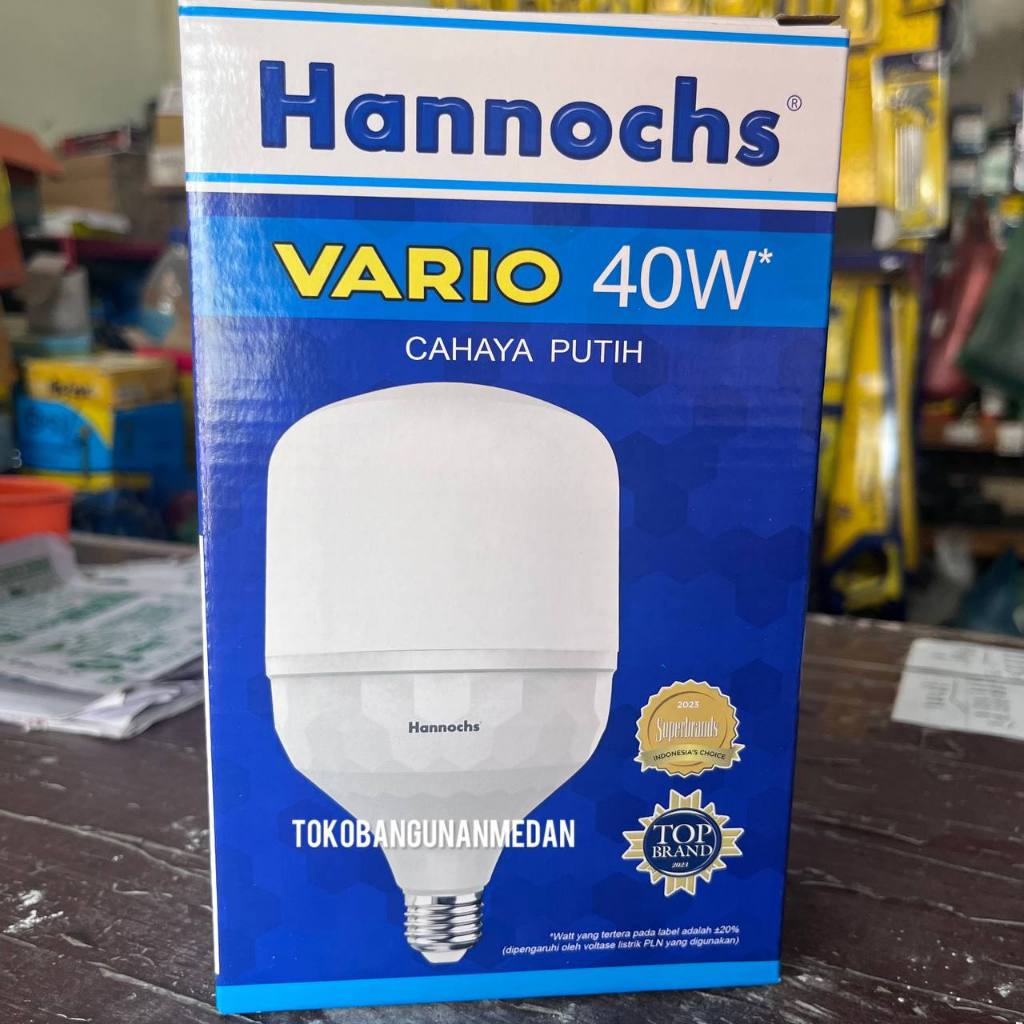 Hannochs®
VARIO 40W*
CAHAYA PUTIH
Hannochs
2023
Superbrands
INDONESIA'S CHOICE
TOKOBANGUNANMEDAN
TOP
BRAND
2023
*Watt yang tertera pada label adalah ±20%
(dipengaruhi oleh voltase listrik PLN yang digunakan)